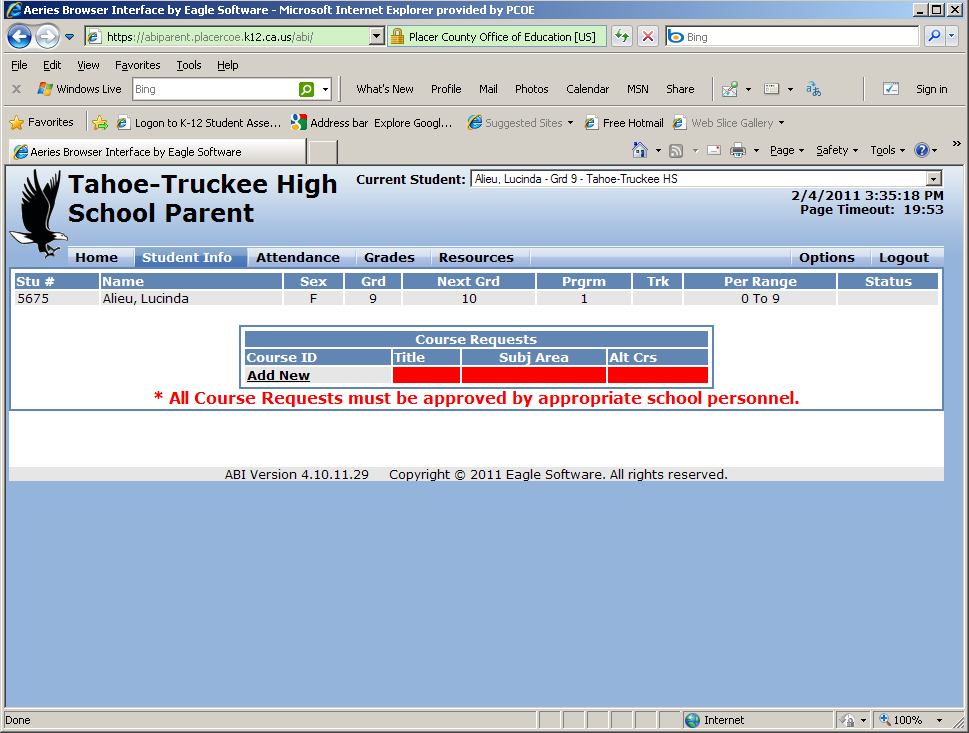 Aeries Browser Interface by Eagle Software - Microsoft Internet Explorer provided by PCOE
https://abiparent.placercoe.k12.ca.us/abi/ Placer County Office of Education [US] Bing
File Edit View Favorites Tools Help
Windows Live Bing What's New Profile Mail Photos Calendar MSN Share Sign in
Favorites Logon to K-12 Student Asse... Address bar Explore Googl... Suggested Sites Free Hotmail Web Slice Gallery
Aeries Browser Interface by Eagle Software Page Safety Tools »
Tahoe-Truckee High School Parent
Current Student: Alieu, Lucinda - Grd 9 - Tahoe-Truckee HS
2/4/2011 3:35:18 PM
Page Timeout: 19:53
Home Student Info Attendance Grades Resources Options Logout
Stu # Name Sex Grd Next Grd Prgrm Trk Per Range Status
5675 Alieu, Lucinda F 9 10 1 0 To 9
Course Requests
Course ID Title Subj Area Alt Crs
Add New
* All Course Requests must be approved by appropriate school personnel.
ABI Version 4.10.11.29 Copyright © 2011 Eagle Software. All rights reserved.
Done Internet 100%